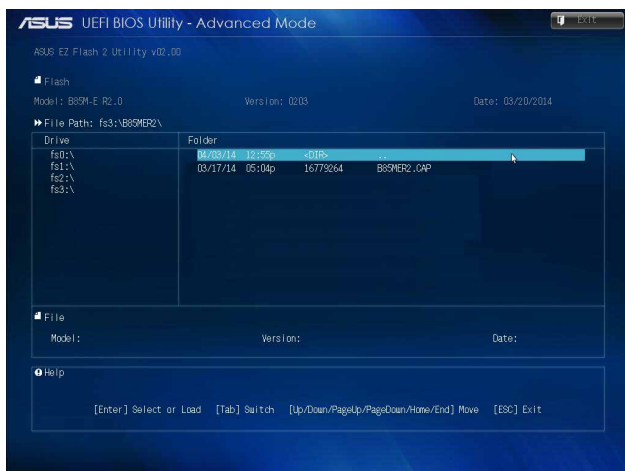 ASUS UEFI BIOS Utility - Advanced Mode
Exit
ASUS EZ Flash 2 Utility v02.00
Flash
Model: B85M-E R2.0 Version: 0203 Date: 03/20/2014
File Path: fs3:\B85MER2\
Drive Folder
fs0:\ 04/03/14 12:55p <DIR> ..
fs1:\ 03/17/14 05:04p 16779264 B85MER2.CAP
fs2:\
fs3:\
File
Model: Version: Date:
Help
[Enter] Select or Load [Tab] Switch [Up/Down/PageUp/PageDown/Home/End] Move [ESC] Exit